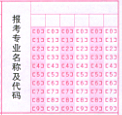 报考专业名称及代码
[0] [0] [0] [0] [0] [0]
[1] [1] [1] [1] [1] [1]
[2] [2] [2] [2] [2] [2]
[3] [3] [3] [3] [3] [3]
[4] [4] [4] [4] [4] [4]
[5] [5] [5] [5] [5] [5]
[6] [6] [6] [6] [6] [6]
[7] [7] [7] [7] [7] [7]
[8] [8] [8] [8] [8] [8]
[9] [9] [9] [9] [9] [9]